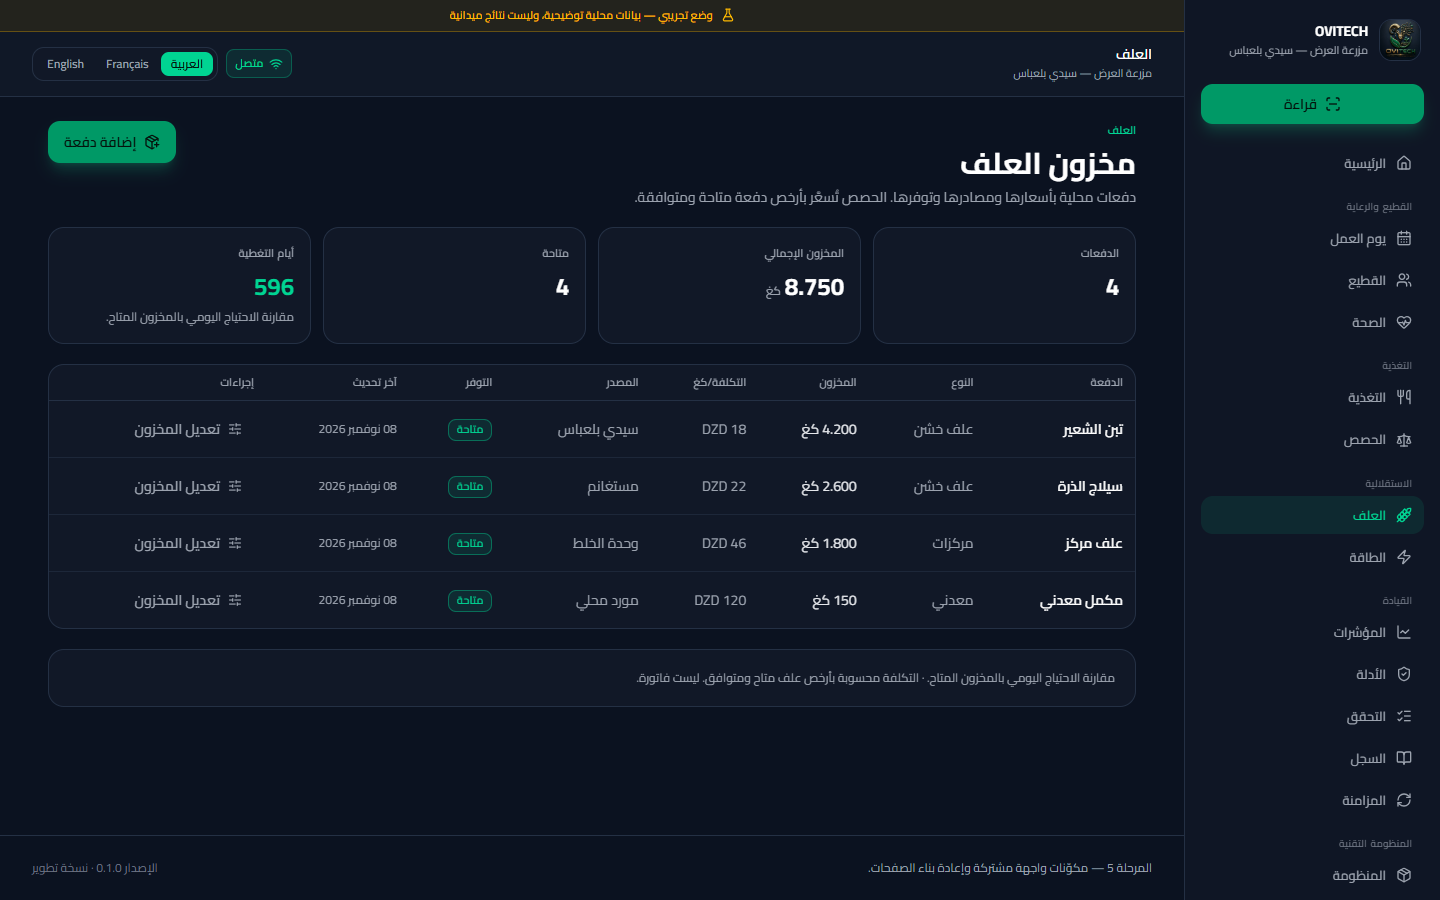 وضع تجريبي — بيانات محلية توضيحية، وليست نتائج ميدانية
OVITECH
مزرعة العرض — سيدي بلعباس
قراءة
الرئيسية
القطيع والرعاية
يوم العمل
القطيع
الصحة
التغذية
التغذية
الحصص
الاستقلالية
العلف
الطاقة
القيادة
المؤشرات
الأدلة
التحقق
السجل
المزامنة
المنظومة التقنية
المنظومة
العلف
مزرعة العرض — سيدي بلعباس
متصل
العربية
Français
English
العلف
مخزون العلف
دفعات محلية بأسعارها ومصادرها وتوفرها. الحصص تُسعَّر بأرخص دفعة متاحة ومتوافقة.
إضافة دفعة
الدفعات
4
المخزون الإجمالي
8.750 كغ
متاحة
4
أيام التغطية
596
مقارنة الاحتياج اليومي بالمخزون المتاح.
الدفعة النوع المخزون التكلفة/كغ المصدر التوفر آخر تحديث إجراءات
تبن الشعير علف خشن 4.200 كغ DZD 18 سيدي بلعباس متاحة 08 نوفمبر 2026 تعديل المخزون
سيلاج الذرة علف خشن 2.600 كغ DZD 22 مستغانم متاحة 08 نوفمبر 2026 تعديل المخزون
علف مركز مركزات 1.800 كغ DZD 46 وحدة الخلط متاحة 08 نوفمبر 2026 تعديل المخزون
مكمل معدني معدني 150 كغ DZD 120 مورد محلي متاحة 08 نوفمبر 2026 تعديل المخزون
مقارنة الاحتياج اليومي بالمخزون المتاح. · التكلفة محسوبة بأرخص علف متاح ومتوافق. ليست فاتورة.
المرحلة 5 — مكوّنات واجهة مشتركة وإعادة بناء الصفحات.
الإصدار 0.1.0 · نسخة تطوير